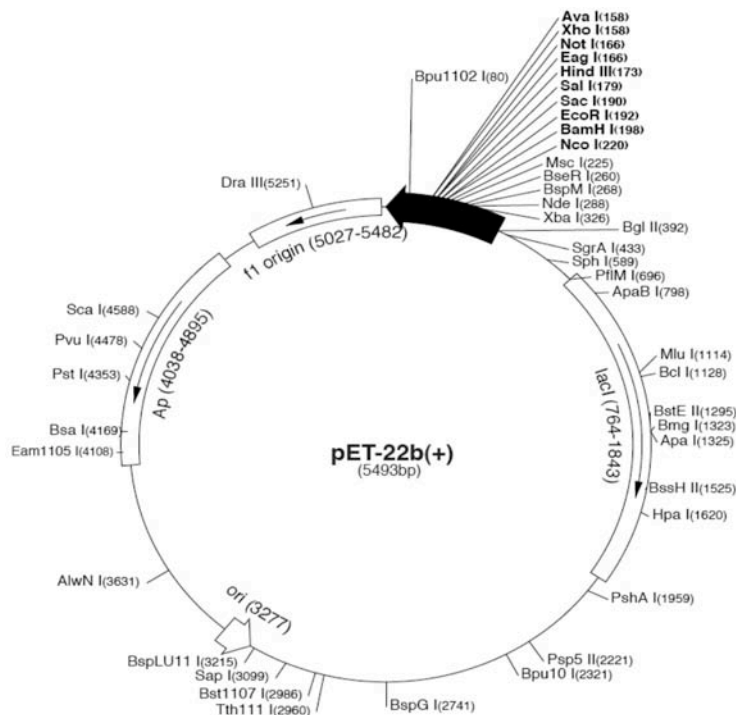 Ava I(158)
Xho I(158)
Not I(166)
Eag I(166)
Hind III(173)
Sal I(179)
Sac I(190)
EcoR I(192)
BamH I(198)
Nco I(220)
Bpu1102 I(80)
Msc I(225)
BseR I(260)
BspM I(268)
Nde I(288)
Xba I(326)
Bgl II(392)
SgrA I(433)
Sph I(589)
PflM I(696)
ApaB I(798)
Mlu I(1114)
Bcl I(1128)
BstE II(1295)
Bmg I(1323)
Apa I(1325)
BssH II(1525)
Hpa I(1620)
PshA I(1959)
Psp5 II(2221)
Bpu10 I(2321)
BspG I(2741)
Tth111 I(2960)
Bst1107 I(2986)
Sap I(3099)
BspLU11 I(3215)
AlwN I(3631)
Eam1105 I(4108)
Bsa I(4169)
Pst I(4353)
Pvu I(4478)
Sca I(4588)
Dra III(5251)
f1 origin (5027-5482)
Ap (4038-4895)
lacI (764-1843)
ori (3277)
pET-22b(+)
(5493bp)